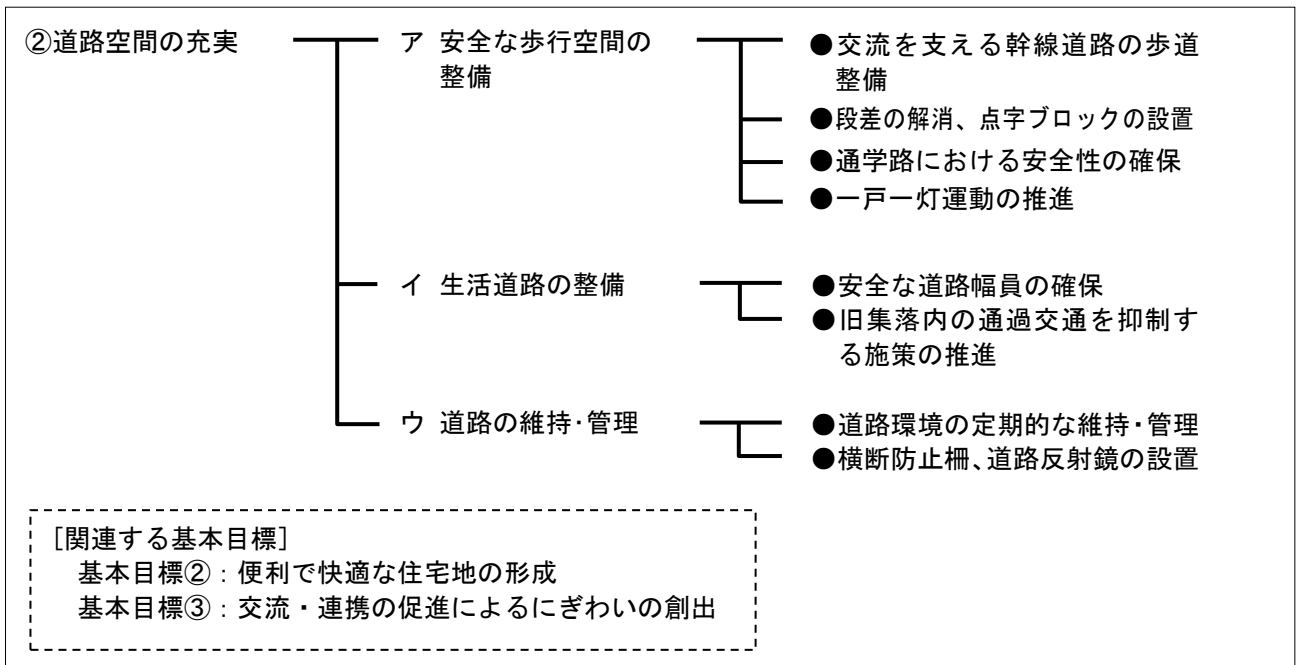 ②道路空間の充実
ア 安全な歩行空間の
整備
●交流を支える幹線道路の歩道
整備
●段差の解消、点字ブロックの設置
●通学路における安全性の確保
●一戸一灯運動の推進
イ 生活道路の整備
●安全な道路幅員の確保
●旧集落内の通過交通を抑制す
る施策の推進
ウ 道路の維持・管理
●道路環境の定期的な維持・管理
●横断防止柵、道路反射鏡の設置
［関連する基本目標］
基本目標②：便利で快適な住宅地の形成
基本目標③：交流・連携の促進によるにぎわいの創出